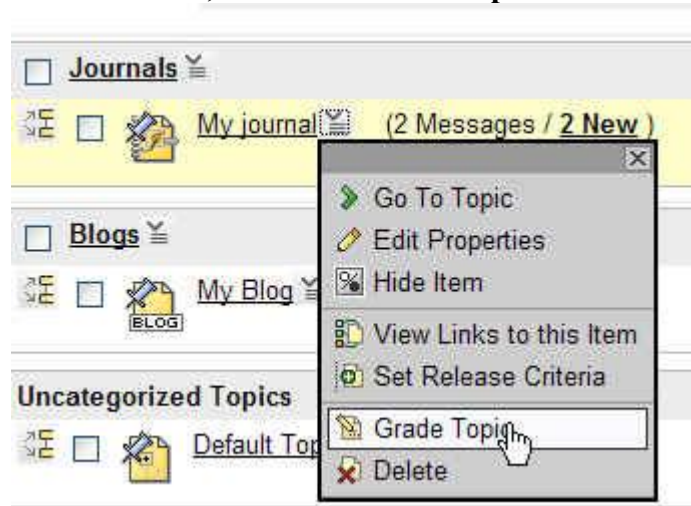 Journals
My journal (2 Messages / 2 New )
Go To Topic
Blogs
Edit Properties
My Blog
Hide Item
BLOG
View Links to this Item
Set Release Criteria
Uncategorized Topics
Grade Topic
Default Top
Delete